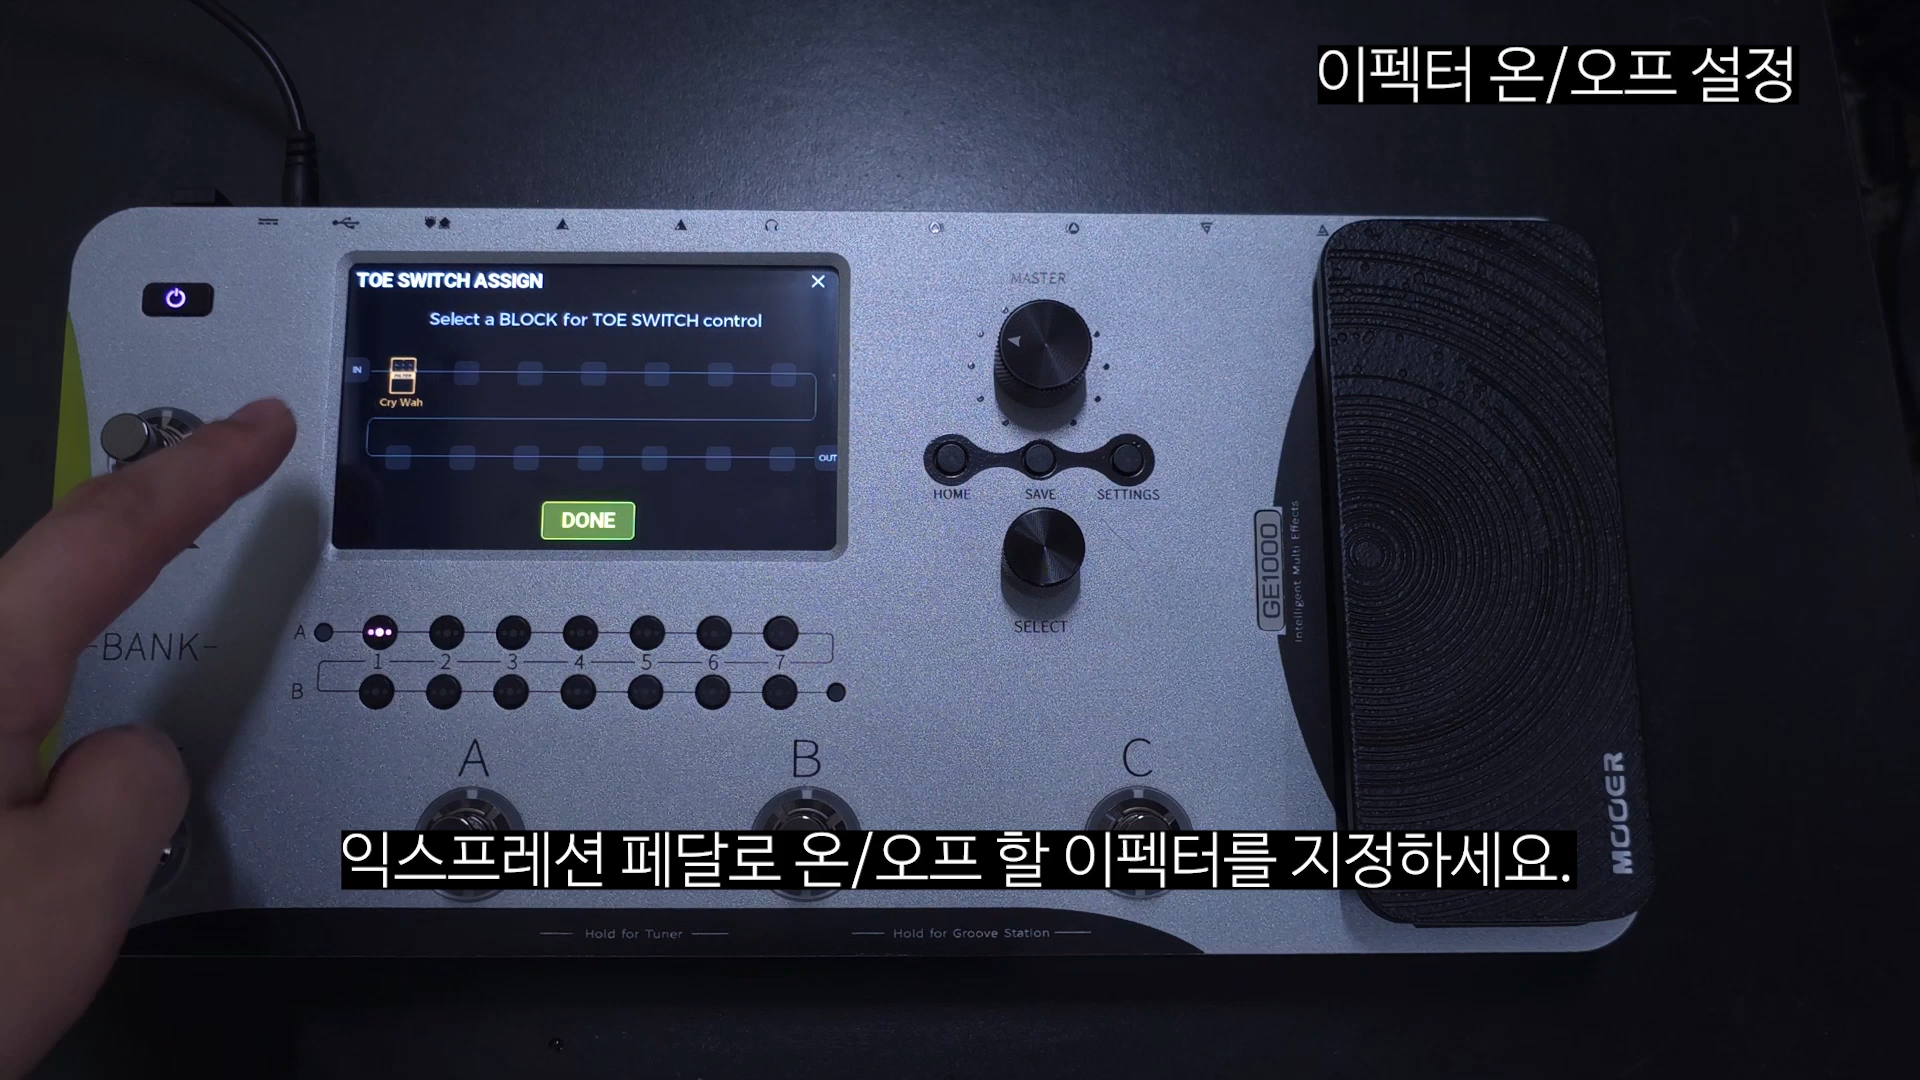 이펙터 온/오프 설정
TOE SWITCH ASSIGN
Select a BLOCK for TOE SWITCH control
IN
Cry Wah
OUT
DONE
MASTER
HOME
SAVE
SETTINGS
SELECT
GE1000
Intelligent Multi Effects
-BANK-
A
1 2 3 4 5 6 7
B
A
B
C
MOOER
익스프레션 페달로 온/오프 할 이펙터를 지정하세요.
Hold for Tuner
Hold for Groove Station